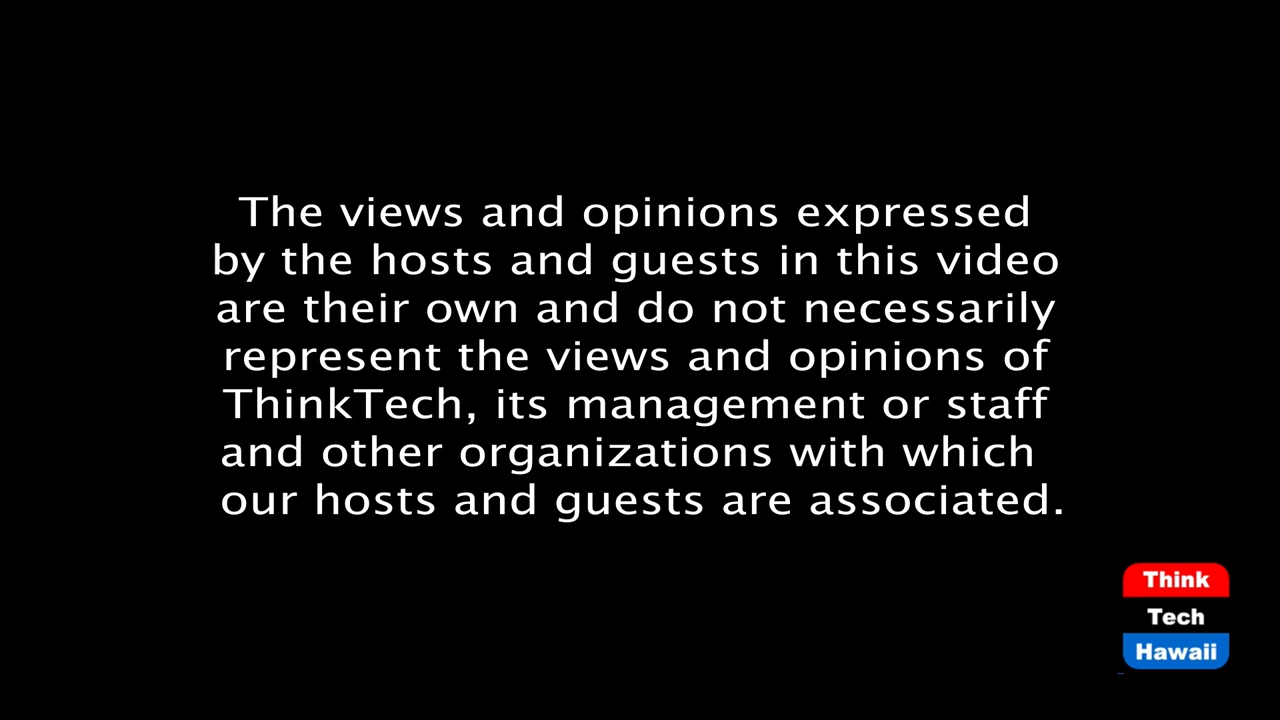 The views and opinions expressed
by the hosts and guests in this video
are their own and do not necessarily
represent the views and opinions of
ThinkTech, its management or staff
and other organizations with which
our hosts and guests are associated.
Think
Tech
Hawaii